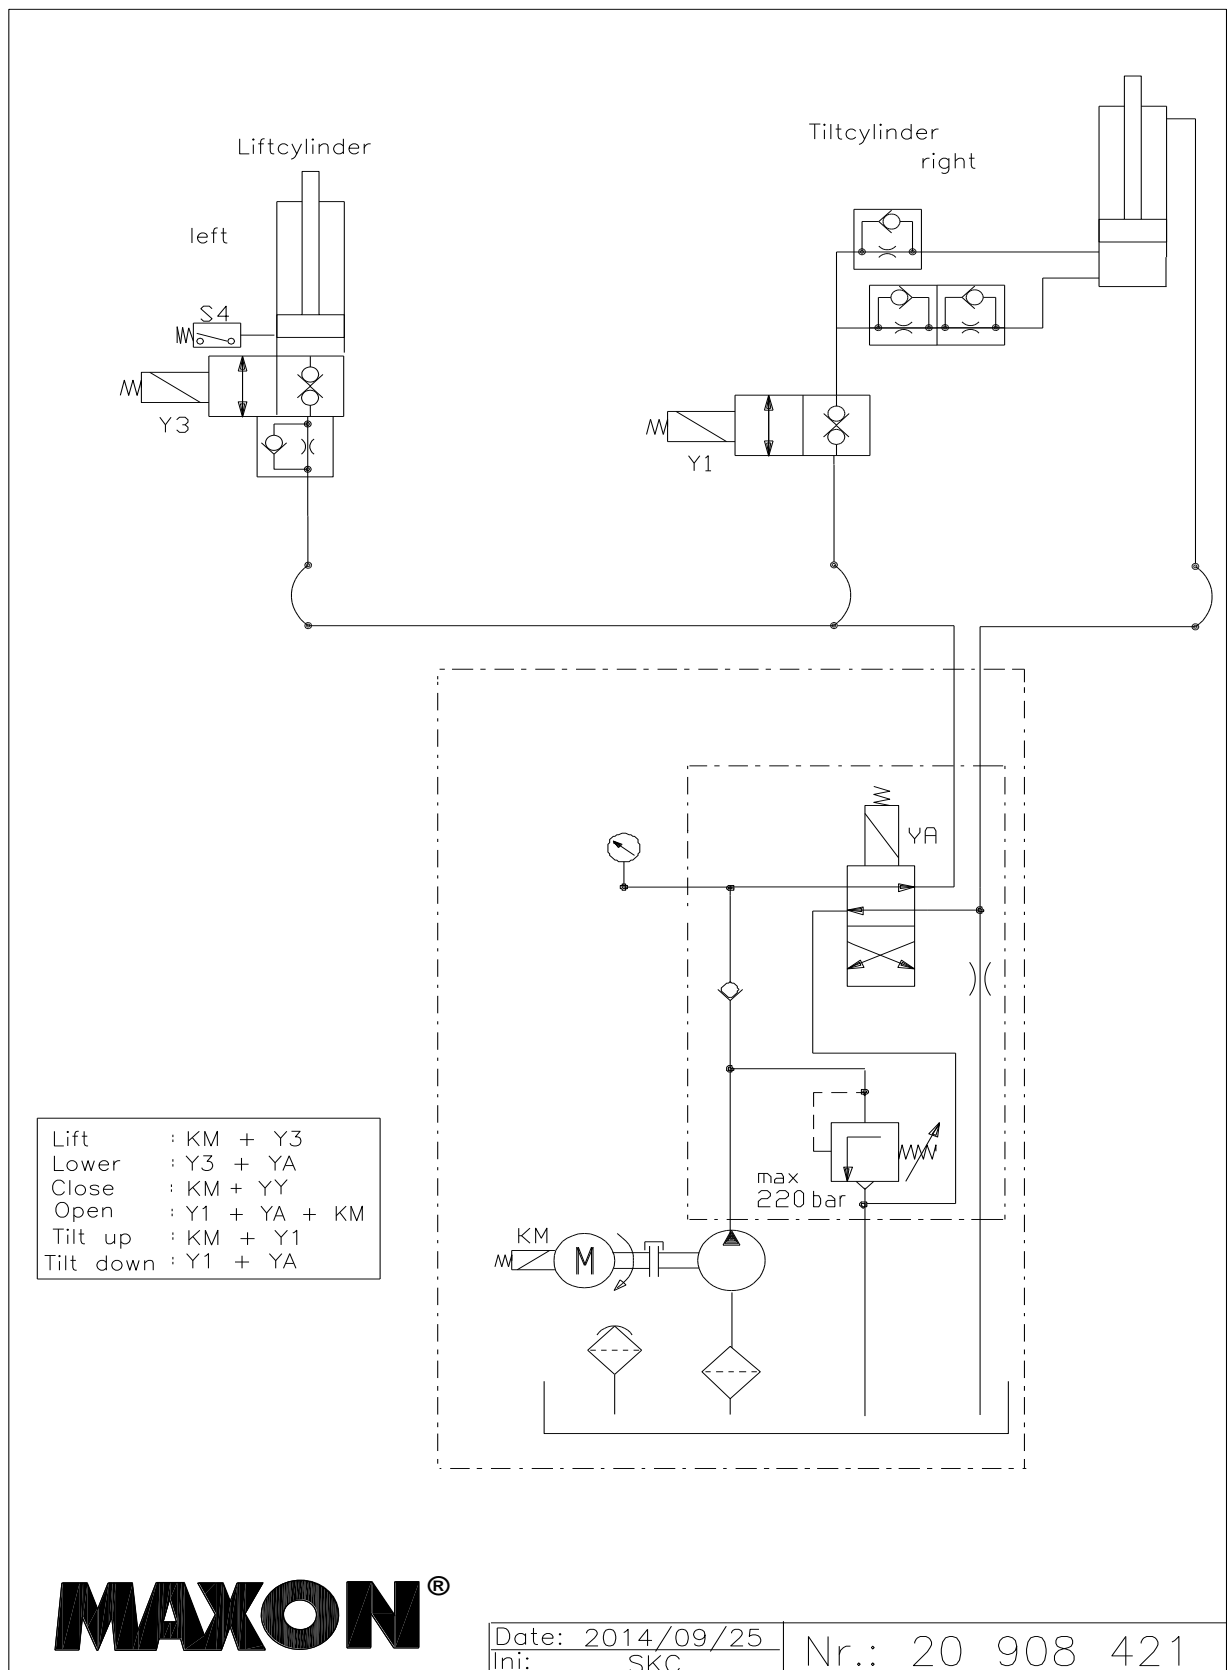 Liftcylinder
left
Tiltcylinder
right
S4
Y3
Y1
YA
max
220 bar
KM
M
Lift : KM + Y3
Lower : Y3 + YA
Close : KM + YY
Open : Y1 + YA + KM
Tilt up : KM + Y1
Tilt down : Y1 + YA
MAXON®
Date: 2014/09/25
Ini: SKC
Nr.: 20 908 421